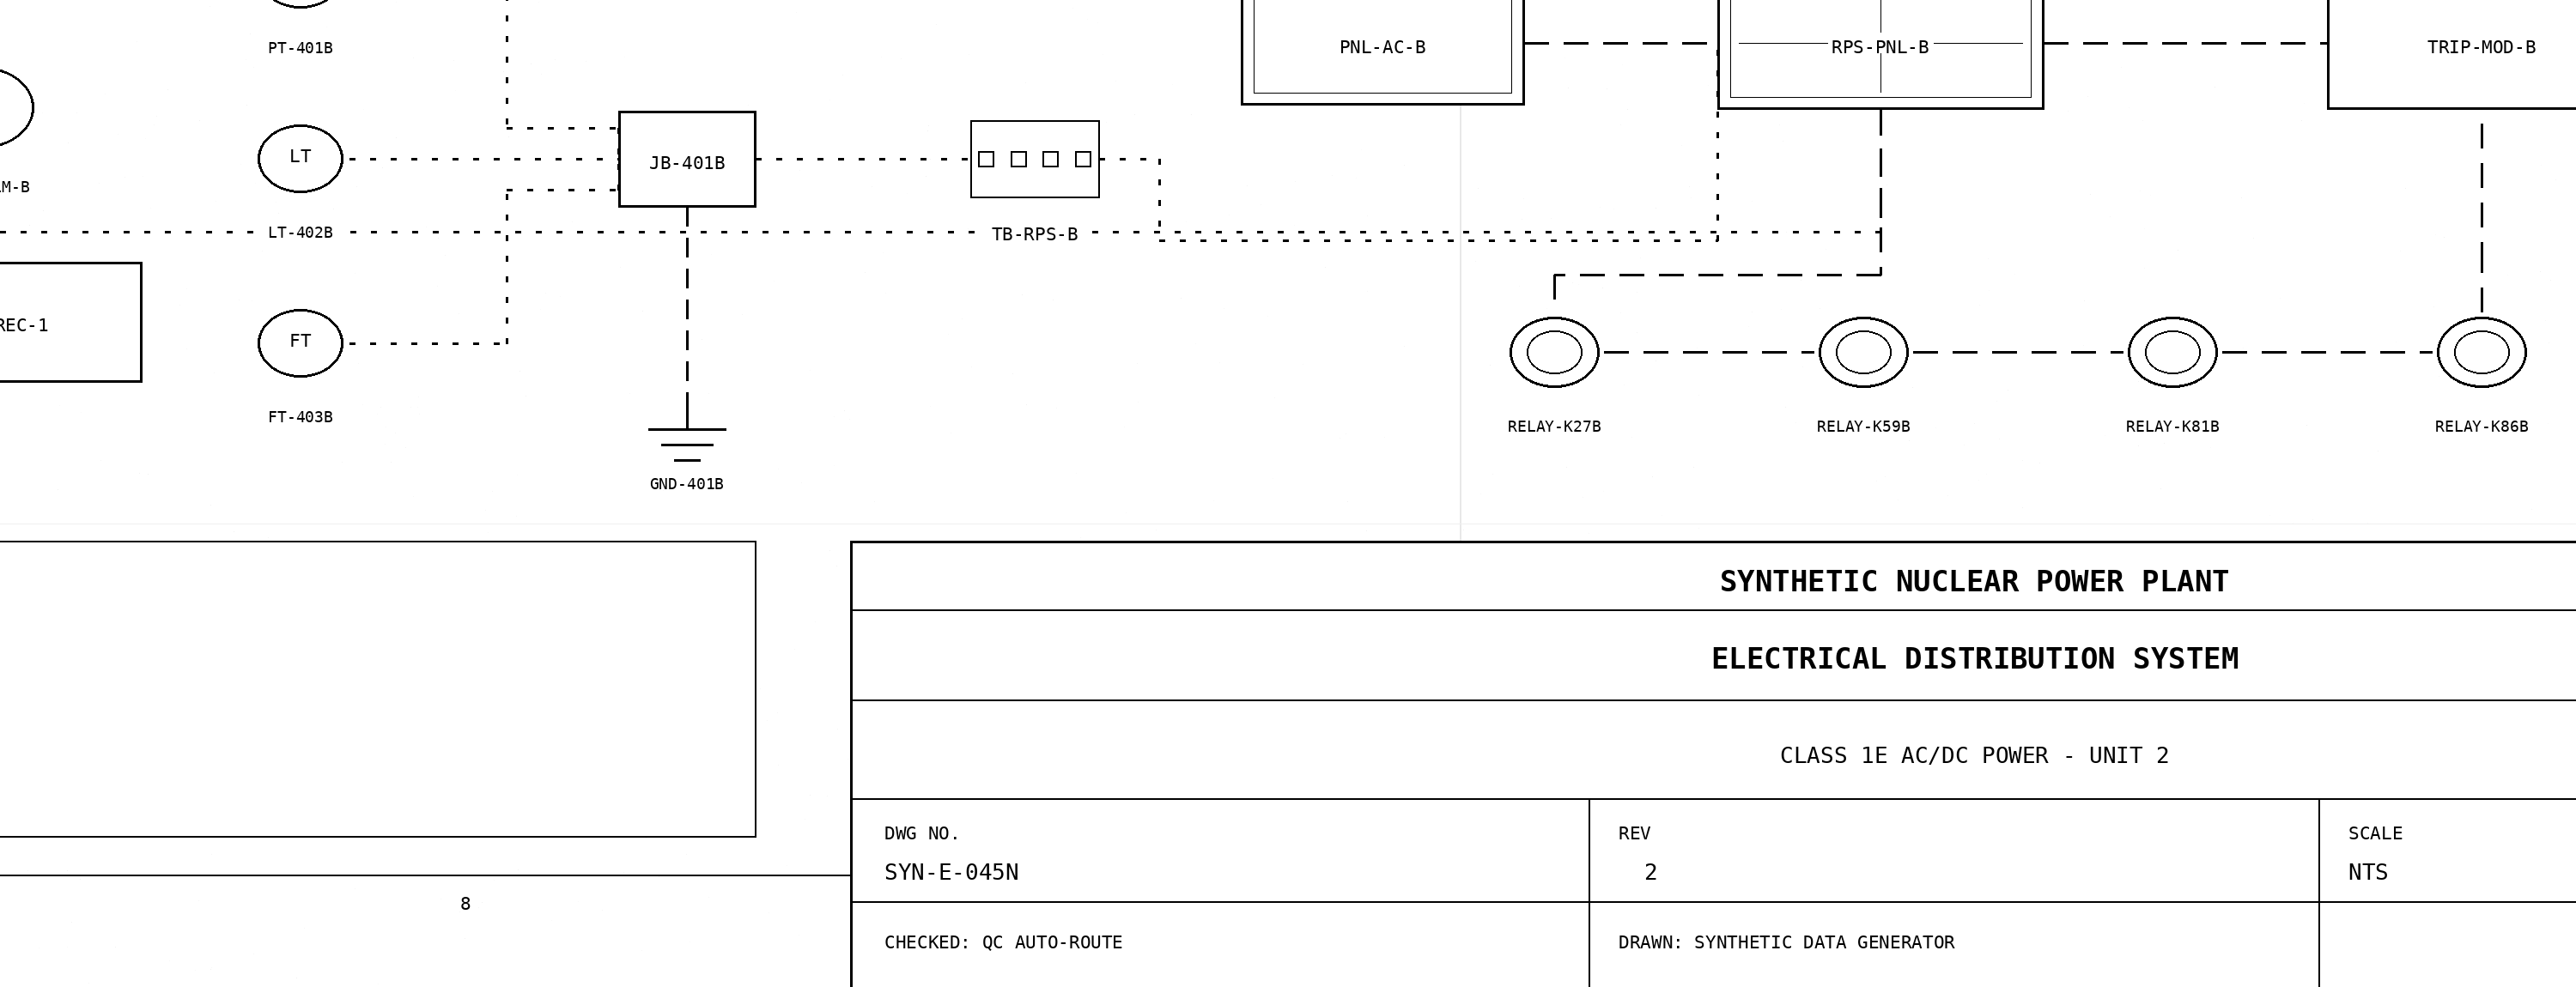 PT-401B
PNL-AC-B
RPS-PNL-B
TRIP-MOD-B
LT
JB-401B
M-B
LT-402B
TB-RPS-B
REC-1
FT
FT-403B
RELAY-K27B
RELAY-K59B
RELAY-K81B
RELAY-K86B
GND-401B
SYNTHETIC NUCLEAR POWER PLANT
ELECTRICAL DISTRIBUTION SYSTEM
CLASS 1E AC/DC POWER - UNIT 2
DWG NO.
REV
SCALE
SYN-E-045N
2
NTS
8
CHECKED: QC AUTO-ROUTE
DRAWN: SYNTHETIC DATA GENERATOR